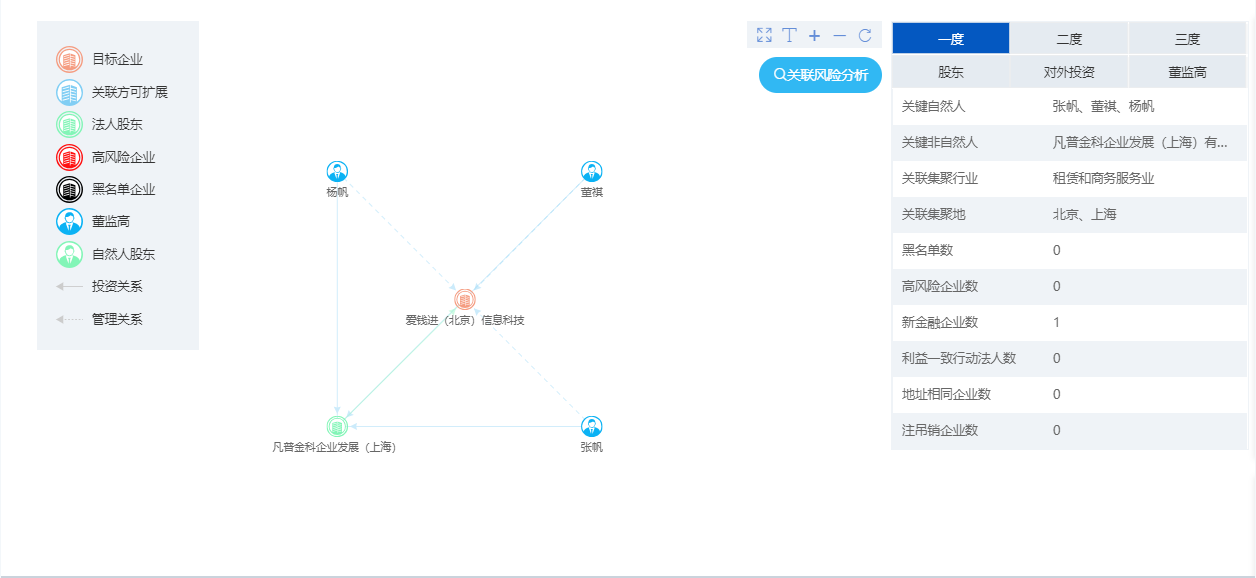 目标企业
关联方可扩展
法人股东
高风险企业
黑名单企业
董监高
自然人股东
投资关系
管理关系
杨帆
董祺
爱钱进（北京）信息科技
凡普金科企业发展（上海）
张帆
关联风险分析
一度 二度 三度
股东 对外投资 董监高
关键自然人 张帆、董祺、杨帆
关键非自然人 凡普金科企业发展（上海）有...
关联集聚行业 租赁和商务服务业
关联集聚地 北京、上海
黑名单数 0
高风险企业数 0
新金融企业数 1
利益一致行动法人数 0
地址相同企业数 0
注吊销企业数 0